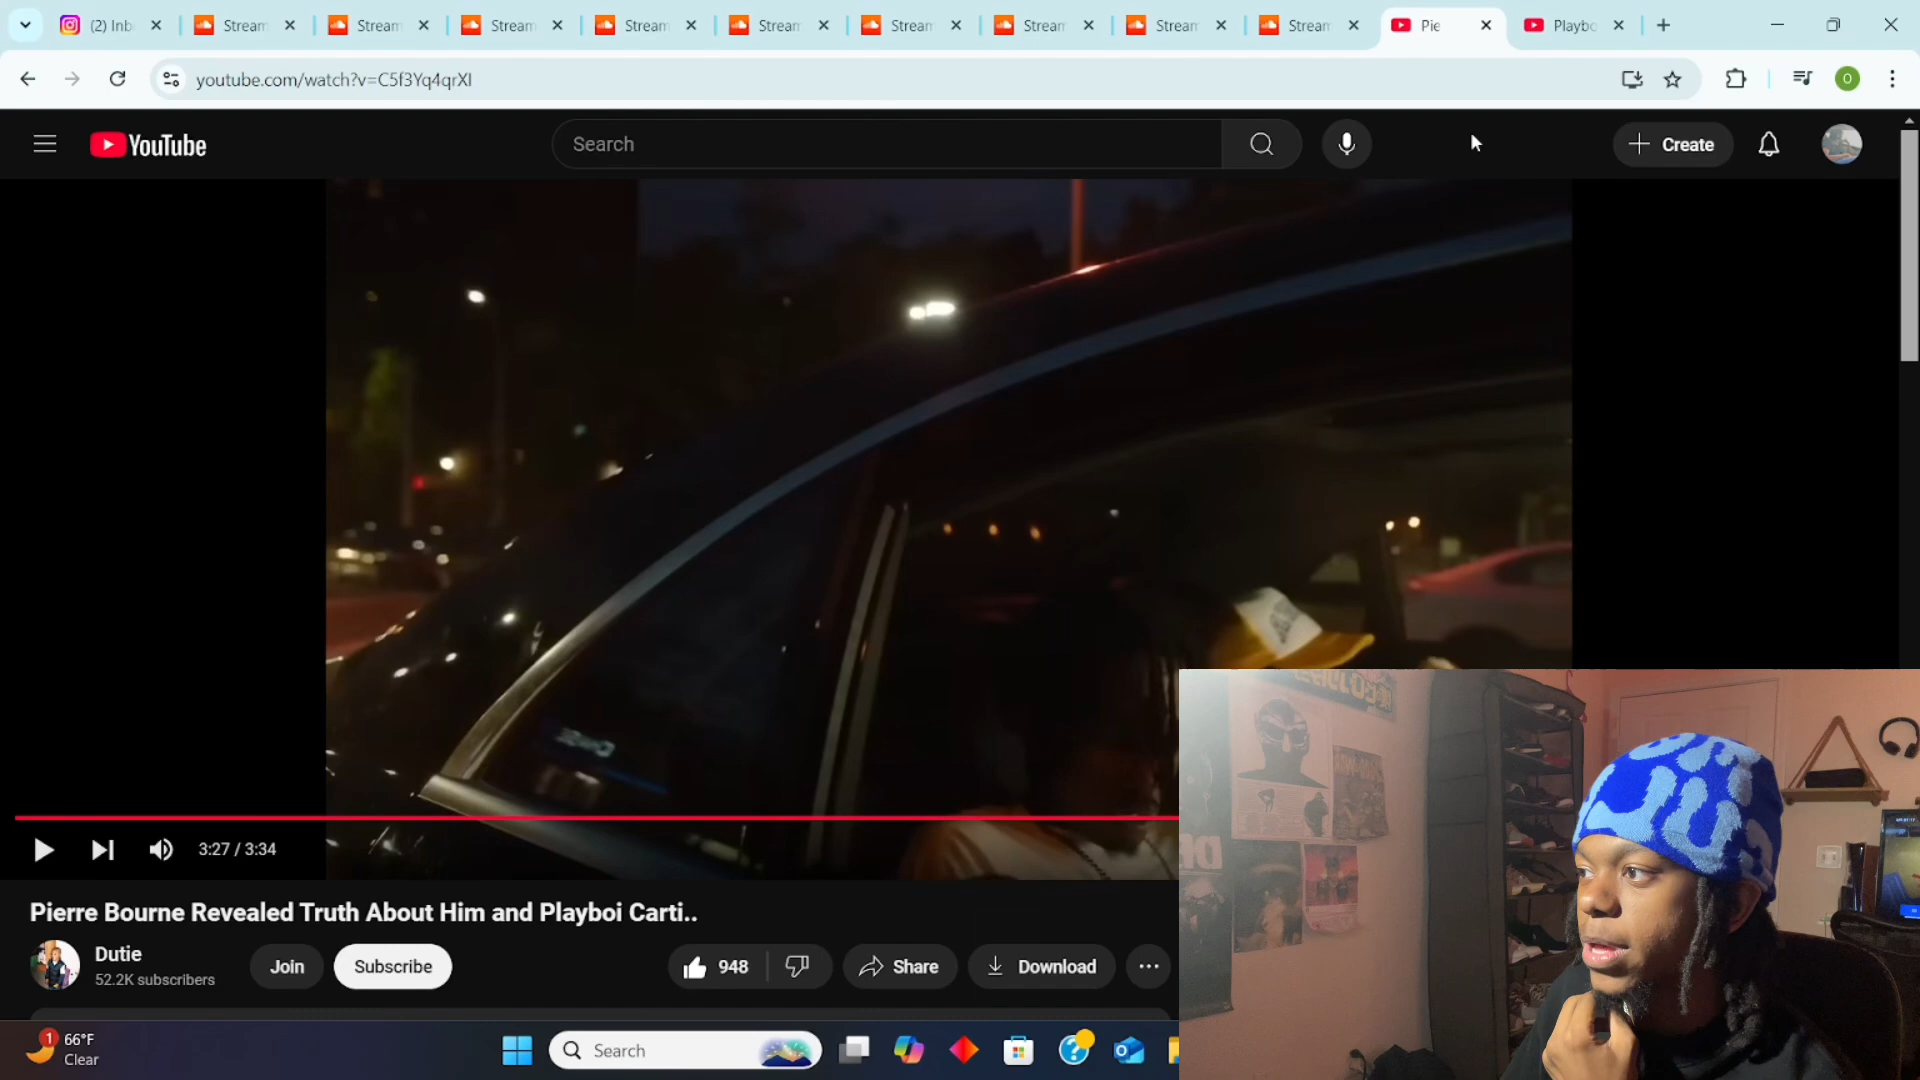 (2) Inb
Stream
Stream
Stream
Stream
Stream
Stream
Stream
Stream
Stream
Pie
Playbo
youtube.com/watch?v=C5f3Yq4qrXI
O
YouTube
Search
Create
3:27 / 3:34
Pierre Bourne Revealed Truth About Him and Playboi Carti..
Dutie
52.2K subscribers
Join
Subscribe
948
Share
Download
1
66°F
Clear
Search